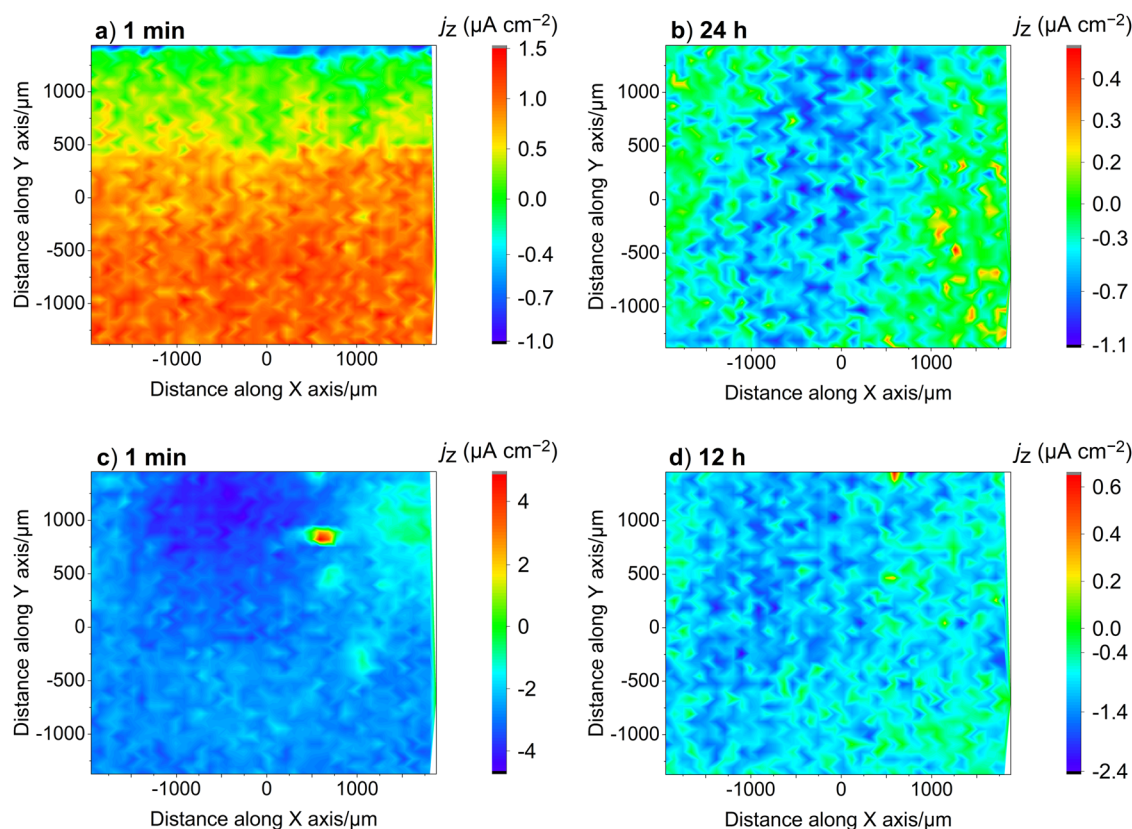 a) 1 min
jz (µA cm−2)
1.5
1.0
0.5
0.0
-0.4
-0.7
-1.0
1000
500
0
-500
-1000
Distance along Y axis/µm
-1000 0 1000
Distance along X axis/µm
b) 24 h
jz (µA cm−2)
0.4
0.3
0.2
0.0
-0.3
-0.7
-1.1
1000
500
0
-500
-1000
Distance along Y axis/µm
-1000 0 1000
Distance along X axis/µm
c) 1 min
jz (µA cm−2)
4
2
0
-2
-4
1000
500
0
-500
-1000
Distance along Y axis/µm
-1000 0 1000
Distance along X axis/µm
d) 12 h
jz (µA cm−2)
0.6
0.4
0.2
0.0
-0.4
-1.4
-2.4
1000
500
0
-500
-1000
Distance along Y axis/µm
-1000 0 1000
Distance along X axis/µm